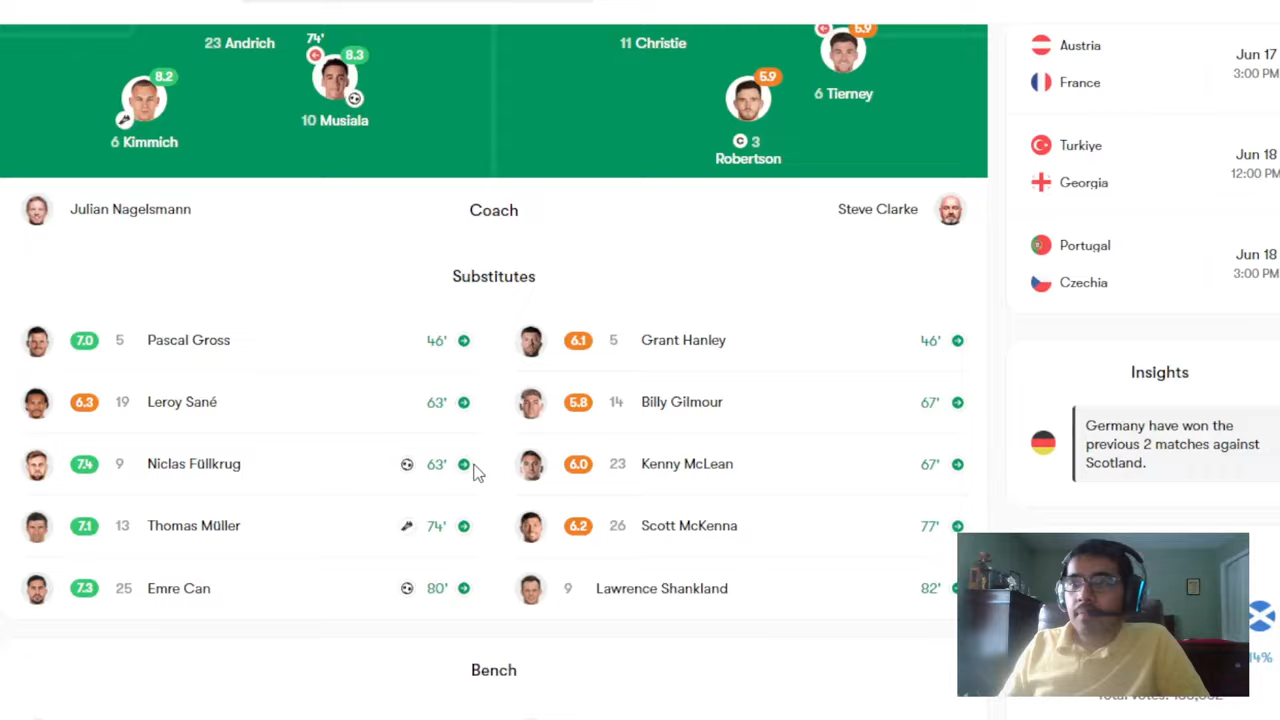 23 Andrich
74'
8.3
11 Christie
5.9
8.2
5.9
6 Tierney
10 Musiala
6 Kimmich
C 3
Robertson
Julian Nagelsmann
Coach
Steve Clarke
Substitutes
7.0 5 Pascal Gross 46'
6.1 5 Grant Hanley 46'
6.3 19 Leroy Sané 63'
5.8 14 Billy Gilmour 67'
7.4 9 Niclas Füllkrug 63'
6.0 23 Kenny McLean 67'
7.1 13 Thomas Müller 74'
6.2 26 Scott McKenna 77'
7.3 25 Emre Can 80'
9 Lawrence Shankland 82'
Bench
Austria
Jun 17
France
3:00 PM
Turkiye
Jun 18
Georgia
12:00 PM
Portugal
Jun 18
Czechia
3:00 PM
Insights
Germany have won the
previous 2 matches against
Scotland.
14%